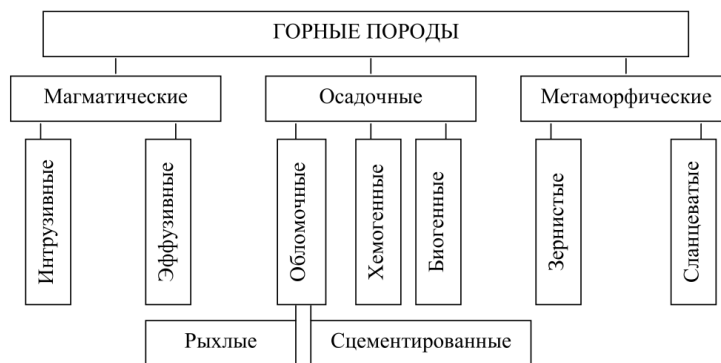 ГОРНЫЕ ПОРОДЫ
Магматические
Осадочные
Метаморфические
Интрузивные
Эффузивные
Обломочные
Хемогенные
Биогенные
Зернистые
Сланцеватые
Рыхлые
Сцементированные